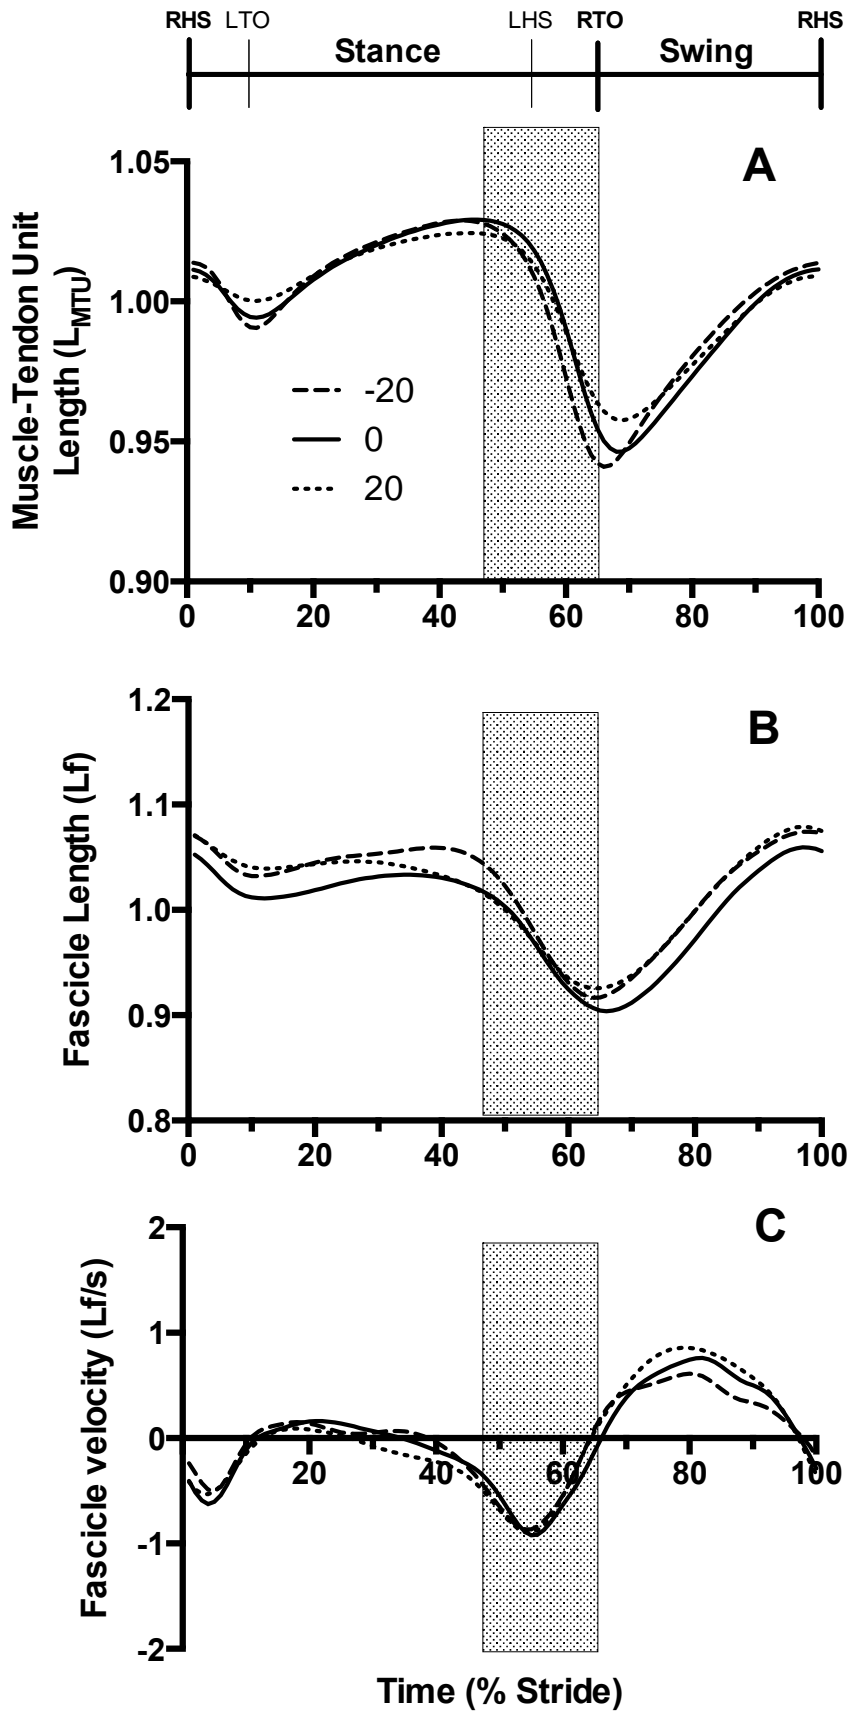 RHS LTO LHS RTO RHS
Stance Swing
A
1.05
1.00
0.95
0.90
Muscle-Tendon Unit
Length (LMTU)
-20
0
20
0 20 40 60 80 100
B
1.2
1.1
1.0
0.9
0.8
Fascicle Length (Lf)
0 20 40 60 80 100
C
2
1
0
-1
-2
Fascicle velocity (Lf/s)
20 40 60 80 100
Time (% Stride)